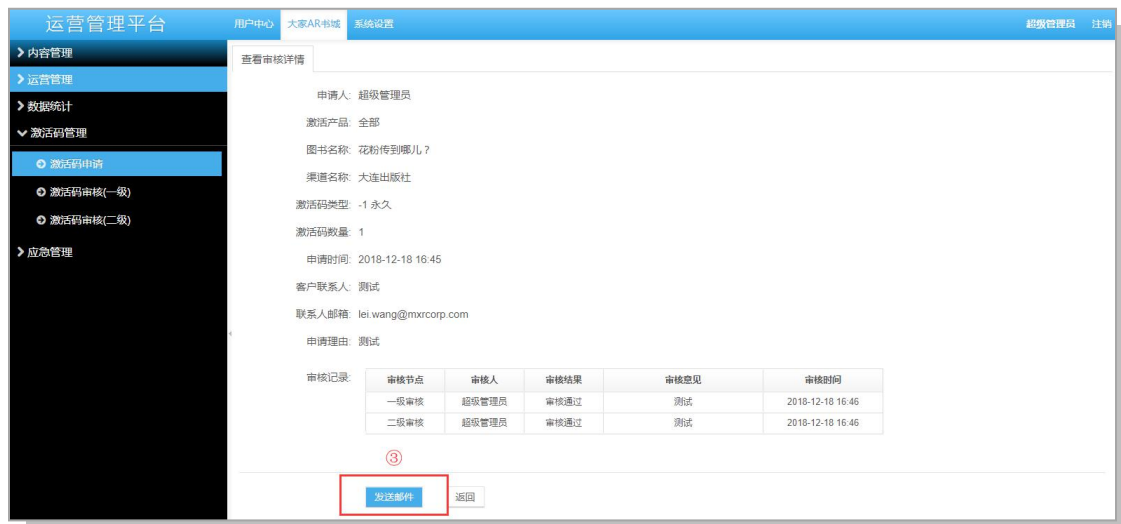 运营管理平台 用户中心 大家AR书城 系统设置 超级管理员 注销
内容管理
运营管理
数据统计
激活码管理
激活码申请
激活码审核(一级)
激活码审核(二级)
应急管理
查看审核详情
申请人: 超级管理员
激活产品: 全部
图书名称: 花粉传到哪儿？
渠道名称: 大连出版社
激活码类型: -1 永久
激活码数量: 1
申请时间: 2018-12-18 16:45
客户联系人: 测试
联系人邮箱: lei.wang@mxrcorp.com
申请理由: 测试
审核记录:
审核节点 审核人 审核结果 审核意见 审核时间
一级审核 超级管理员 审核通过 测试 2018-12-18 16:46
二级审核 超级管理员 审核通过 测试 2018-12-18 16:46
③
发送邮件 返回